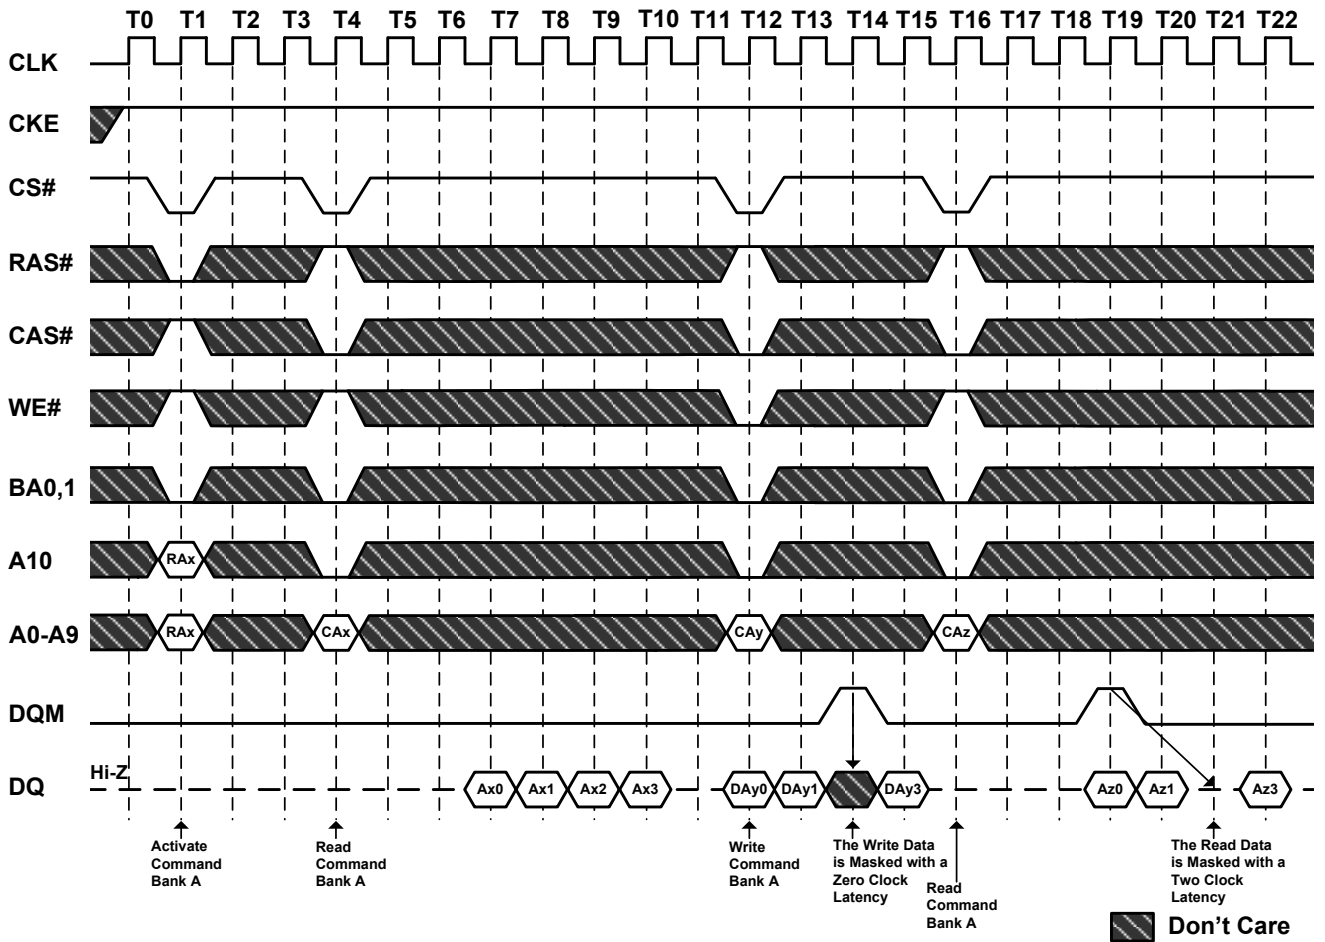 T0 T1 T2 T3 T4 T5 T6 T7 T8 T9 T10 T11 T12 T13 T14 T15 T16 T17 T18 T19 T20 T21 T22
CLK
CKE
CS#
RAS#
CAS#
WE#
BA0,1
A10 RAx
A0-A9 RAx CAx CAy CAz
DQM
Hi-Z
DQ Ax0 Ax1 Ax2 Ax3 DAy0 DAy1 DAy3 Az0 Az1 Az3
Activate
Command
Bank A
Read
Command
Bank A
Write
Command
Bank A
The Write Data
is Masked with a
Zero Clock
Latency
Read
Command
Bank A
The Read Data
is Masked with a
Two Clock
Latency
Don't Care